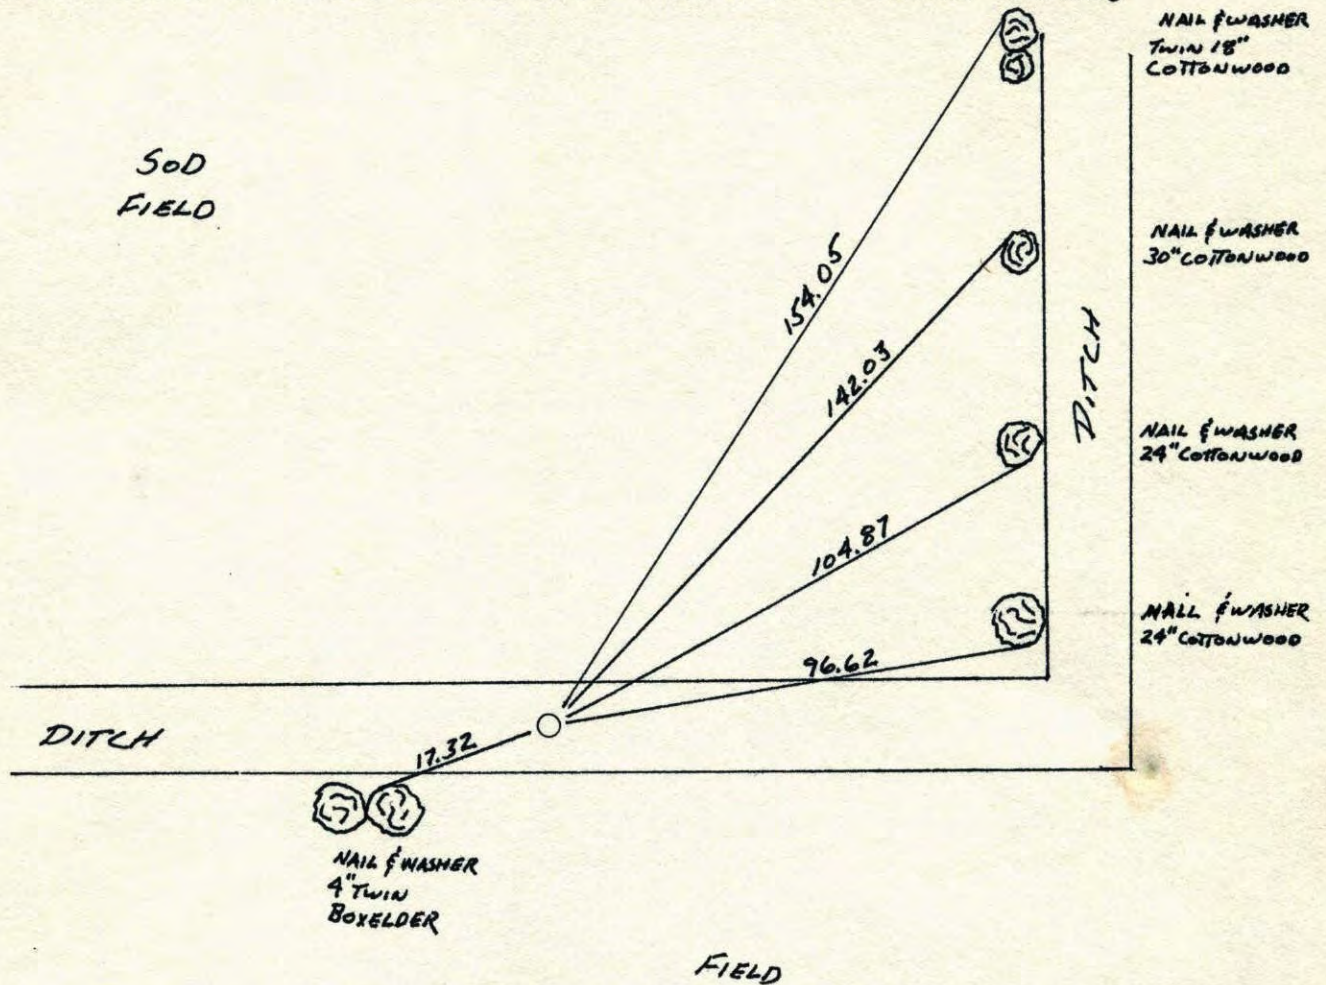 NAIL & WASHER
TWIN 18"
COTTONWOOD
SOD
FIELD
NAIL & WASHER
30" COTTONWOOD
154.05
142.03
DITCH
NAIL & WASHER
24" COTTONWOOD
104.87
NAIL & WASHER
24" COTTONWOOD
96.62
DITCH
17.32
NAIL & WASHER
4" TWIN
BOXELDER
FIELD